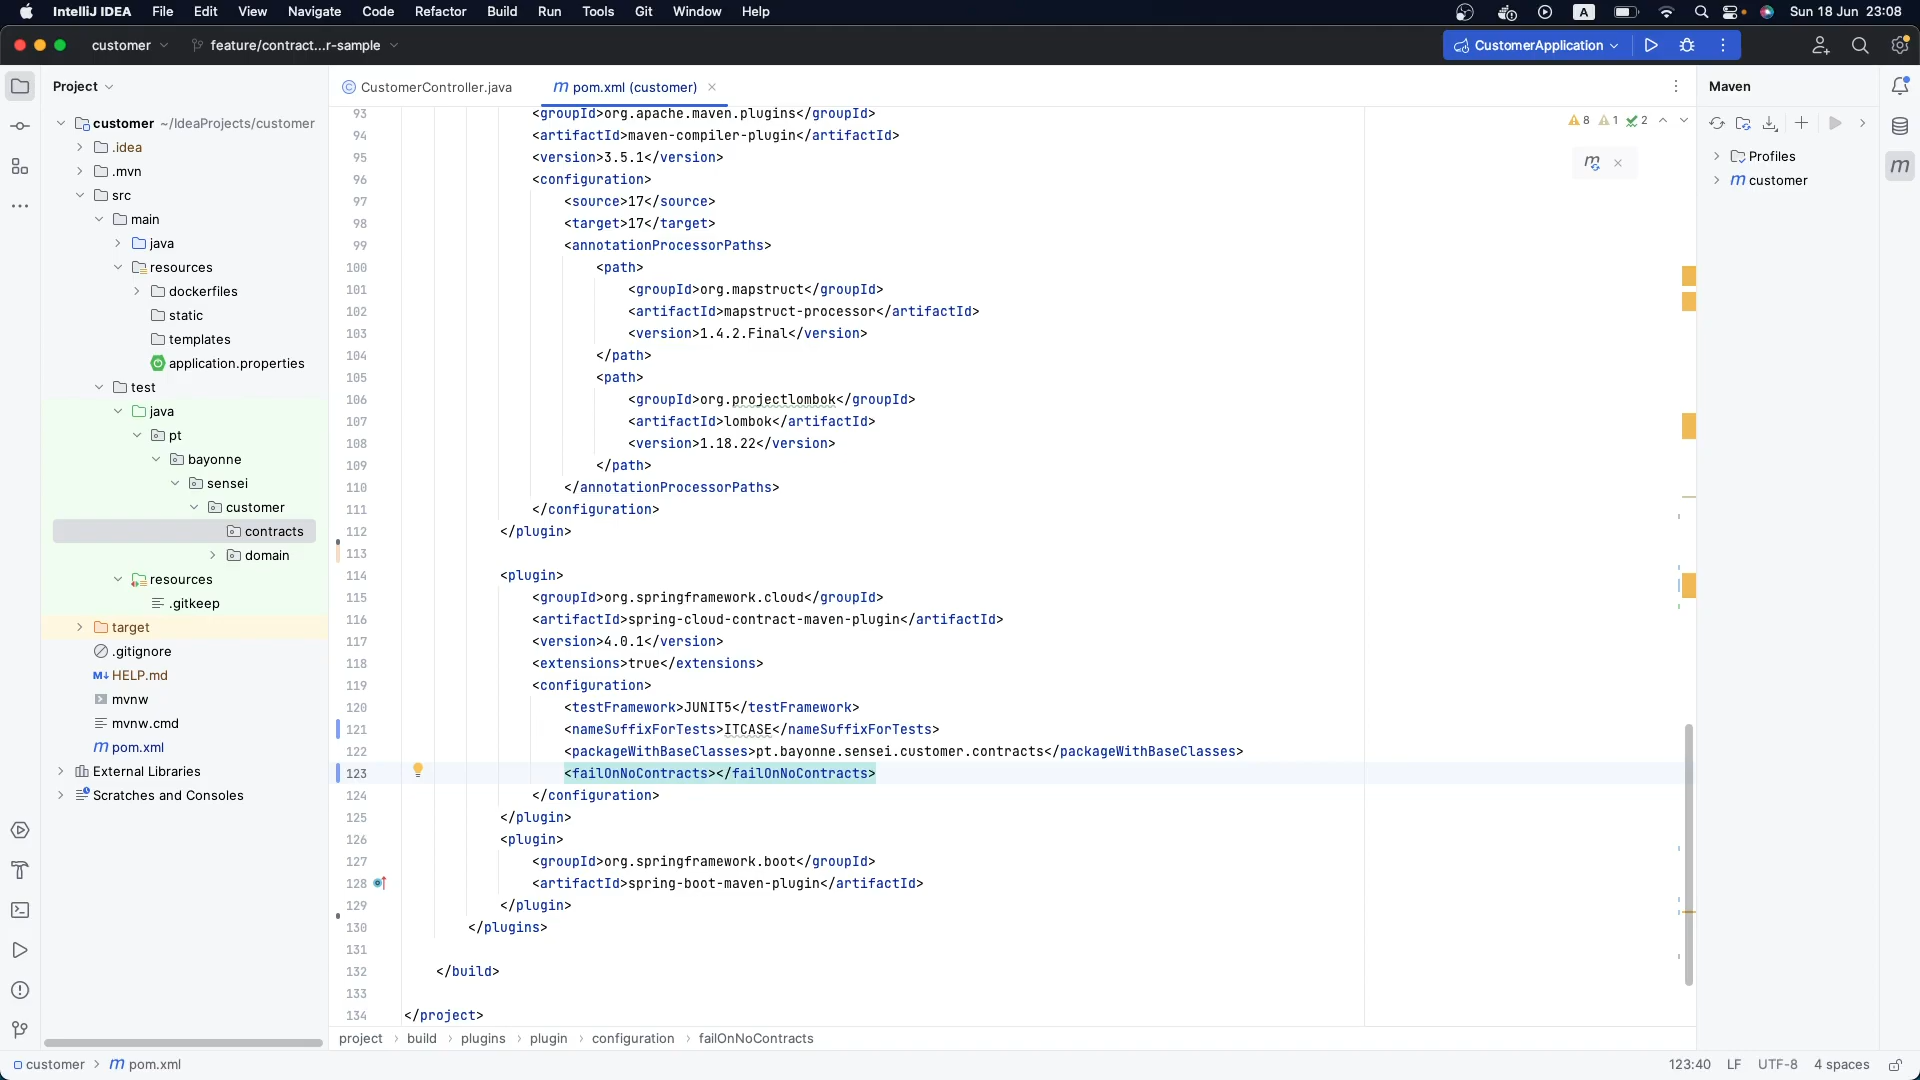 IntelliJ IDEA File Edit View Navigate Code Refactor Build Run Tools Git Window Help A Sun 18 Jun 23:08
customer feature/contract...r-sample CustomerApplication
Project CustomerController.java pom.xml (customer) Maven
customer ~/IdeaProjects/customer
.idea
.mvn
src
main
java
resources
dockerfiles
static
templates
application.properties
test
java
pt
bayonne
sensei
customer
contracts
domain
resources
.gitkeep
target
.gitignore
M↓ HELP.md
mvnw
mvnw.cmd
m pom.xml
External Libraries
Scratches and Consoles
93 <groupId>org.apache.maven.plugins</groupId>
94 <artifactId>maven-compiler-plugin</artifactId>
95 <version>3.5.1</version>
96 <configuration>
97 <source>17</source>
98 <target>17</target>
99 <annotationProcessorPaths>
100 <path>
101 <groupId>org.mapstruct</groupId>
102 <artifactId>mapstruct-processor</artifactId>
103 <version>1.4.2.Final</version>
104 </path>
105 <path>
106 <groupId>org.projectlombok</groupId>
107 <artifactId>lombok</artifactId>
108 <version>1.18.22</version>
109 </path>
110 </annotationProcessorPaths>
111 </configuration>
112 </plugin>
113
114 <plugin>
115 <groupId>org.springframework.cloud</groupId>
116 <artifactId>spring-cloud-contract-maven-plugin</artifactId>
117 <version>4.0.1</version>
118 <extensions>true</extensions>
119 <configuration>
120 <testFramework>JUNIT5</testFramework>
121 <nameSuffixForTests>ITCASE</nameSuffixForTests>
122 <packageWithBaseClasses>pt.bayonne.sensei.customer.contracts</packageWithBaseClasses>
123 <failOnNoContracts></failOnNoContracts>
124 </configuration>
125 </plugin>
126 <plugin>
127 <groupId>org.springframework.boot</groupId>
128 <artifactId>spring-boot-maven-plugin</artifactId>
129 </plugin>
130 </plugins>
131
132 </build>
133
134 </project>
8 1 2
Profiles
m customer
project › build › plugins › plugin › configuration › failOnNoContracts
customer › m pom.xml 123:40 LF UTF-8 4 spaces